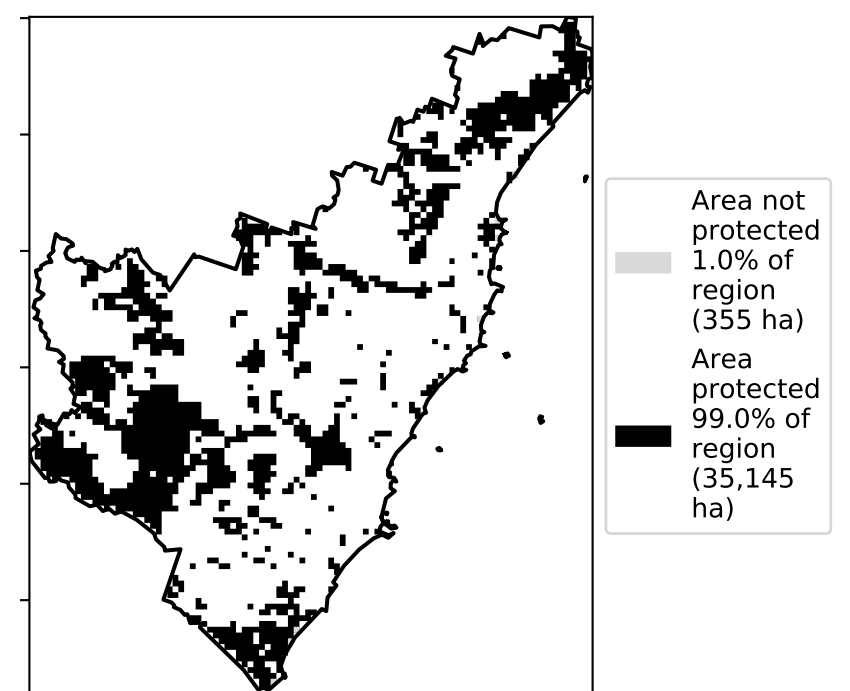 Area not
protected
1.0% of
region
(355 ha)
Area
protected
99.0% of
region
(35,145
ha)